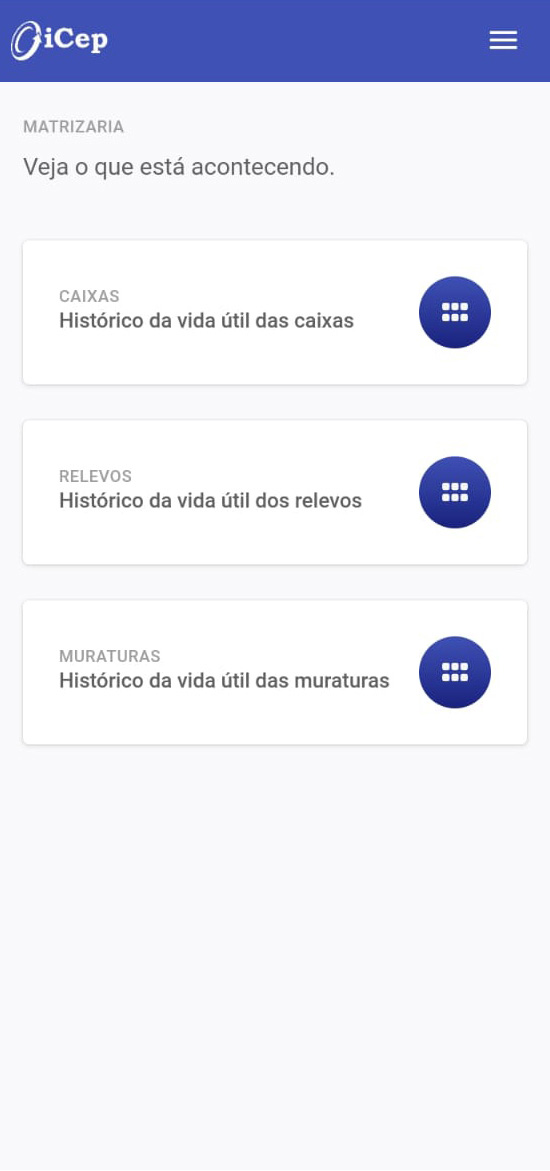 iCep
MATRIZARIA
Veja o que está acontecendo.
CAIXAS
Histórico da vida útil das caixas
RELEVOS
Histórico da vida útil dos relevos
MURATURAS
Histórico da vida útil das muraturas